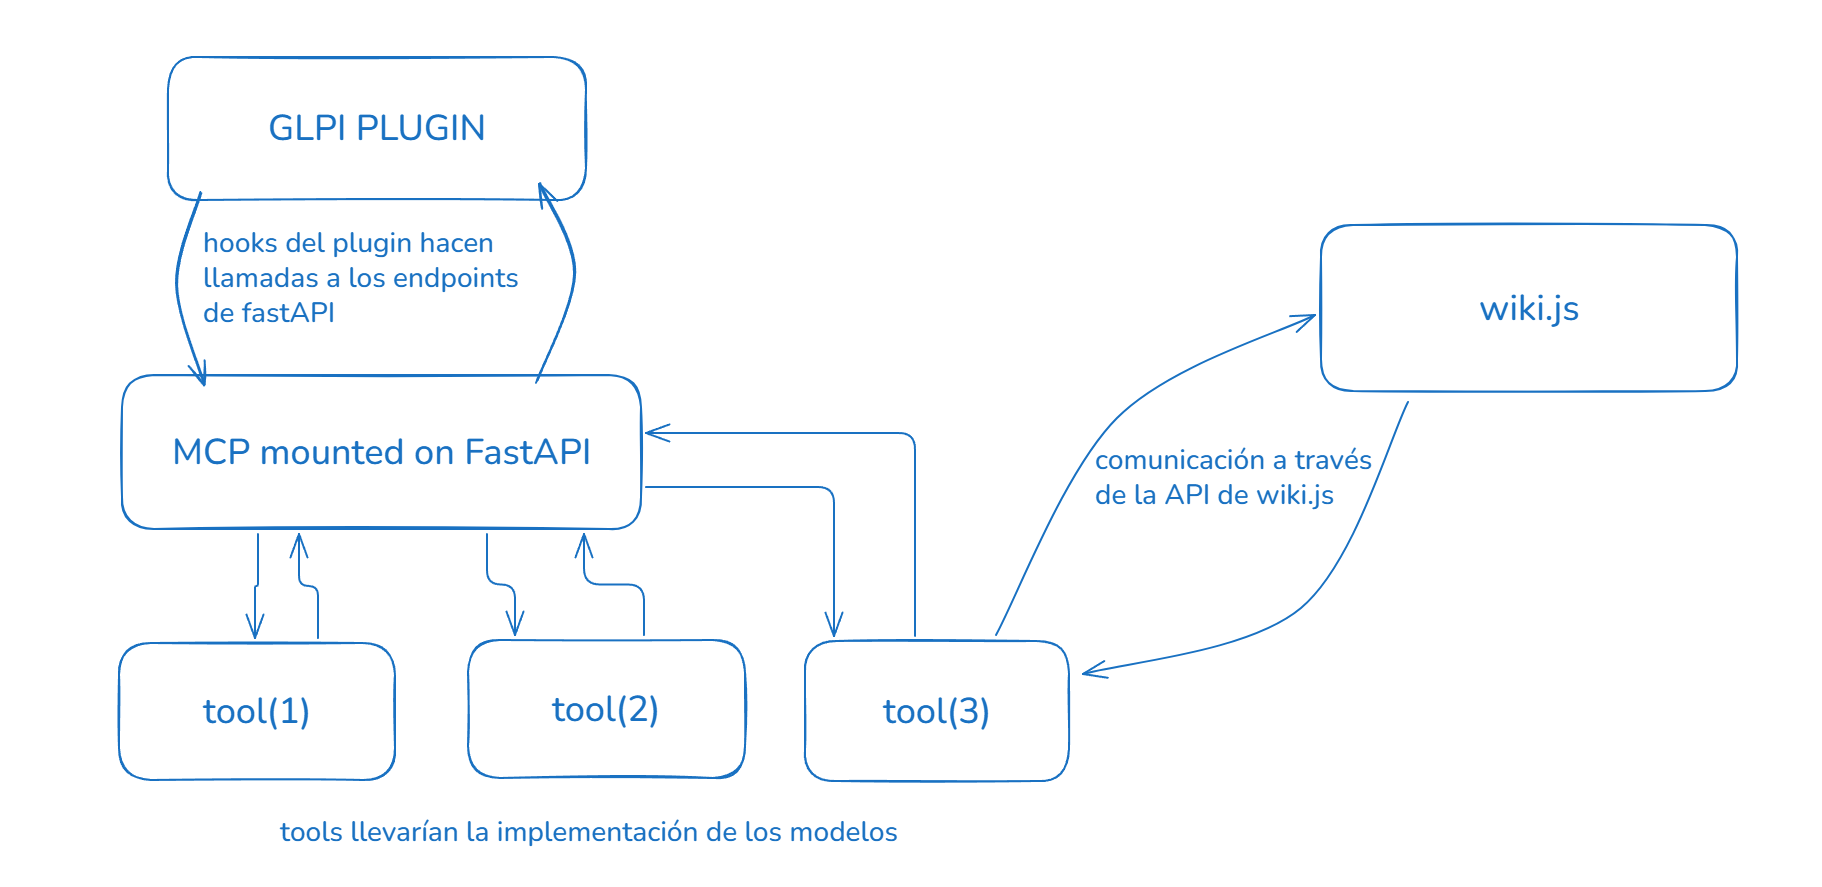 GLPI PLUGIN
hooks del plugin hacen
llamadas a los endpoints
de fastAPI
wiki.js
MCP mounted on FastAPI
comunicación a través
de la API de wiki.js
tool(1)
tool(2)
tool(3)
tools llevarían la implementación de los modelos